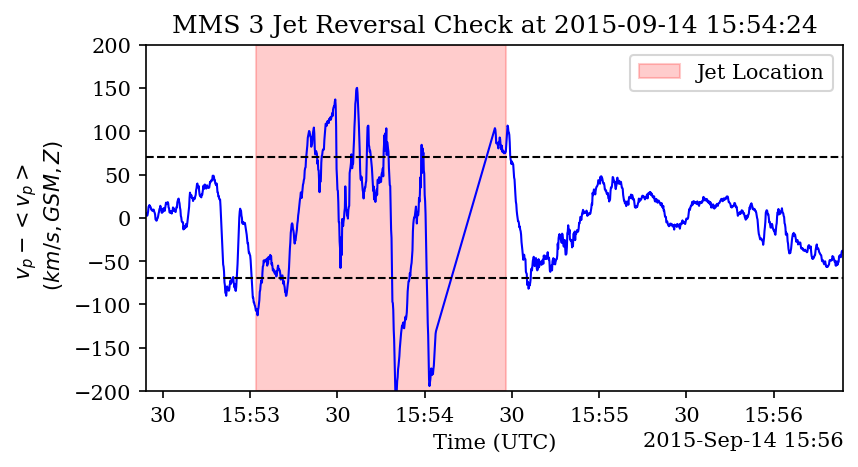 MMS 3 Jet Reversal Check at 2015-09-14 15:54:24
200
150
100
50
0
−50
−100
−150
−200
v_p − <v_p>
(km/s, GSM, Z)
Jet Location
30 15:53 30 15:54 30 15:55 30 15:56
Time (UTC)
2015-Sep-14 15:56